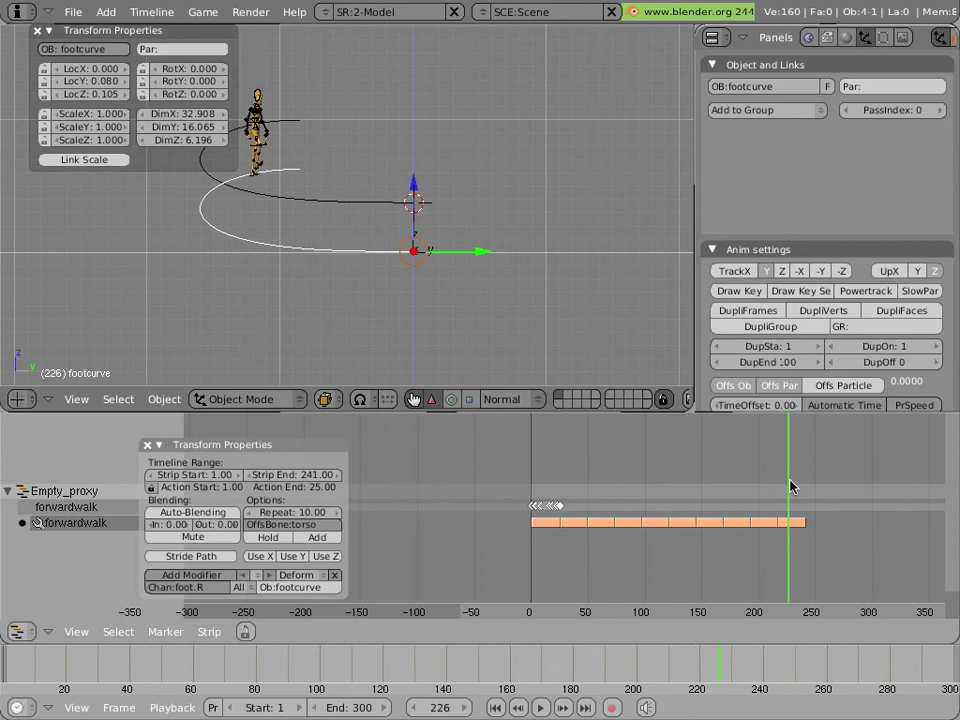 File Add Timeline Game Render Help SR:2-Model SCE:Scene www.blender.org 244 Ve:160 | Fa:0 | Ob:4-1 | La:0 | Mem:8
Transform Properties
OB: footcurve Par:
LocX: 0.000 RotX: 0.000
LocY: 0.080 RotY: 0.000
LocZ: 0.105 RotZ: 0.000
ScaleX: 1.000 DimX: 32.908
ScaleY: 1.000 DimY: 16.065
ScaleZ: 1.000 DimZ: 6.196
Link Scale
z
y
z
y
(226) footcurve
View Select Object Object Mode Normal
Panels
Object and Links
OB:footcurve F Par:
Add to Group PassIndex: 0
Anim settings
TrackX Y Z -X -Y -Z UpX Y Z
Draw Key Draw Key Se Powertrack SlowPar
DupliFrames DupliVerts DupliFaces
DupliGroup GR:
DupSta: 1 DupOn: 1
DupEnd 100 DupOff 0
Offs Ob Offs Par Offs Particle 0.0000
TimeOffset: 0.00 Automatic Time PrSpeed
Empty_proxy
forwardwalk
forwardwalk
Transform Properties
Timeline Range:
Strip Start: 1.00 Strip End: 241.00
Action Start: 1.00 Action End: 25.00
Blending: Options:
Auto-Blending Repeat: 10.00
In: 0.00 Out: 0.00 OffsBone:torso
Mute Hold Add
Stride Path Use X Use Y Use Z
Add Modifier Deform x
Chan:foot.R All Ob:footcurve
-350 -300 -250 -200 -150 -100 -50 0 50 100 150 200 250 300 350
View Select Marker Strip
20 40 60 80 100 120 140 160 180 200 220 240 260 280 300
View Frame Playback Pr Start: 1 End: 300 226